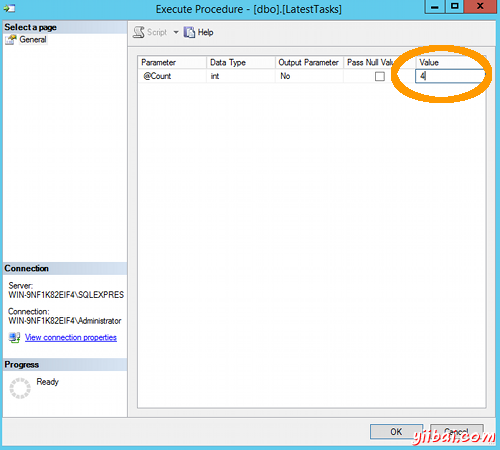 Execute Procedure - [dbo].[LatestTasks]
Select a page
General
Script
Help
Parameter Data Type Output Parameter Pass Null Value Value
@Count int No 4
Connection
Server:
WIN-9NF1K82EIF4\SQLEXPRES
Connection:
WIN-9NF1K82EIF4\Administrator
View connection properties
Progress
Ready
OK Cancel
yiibai.com